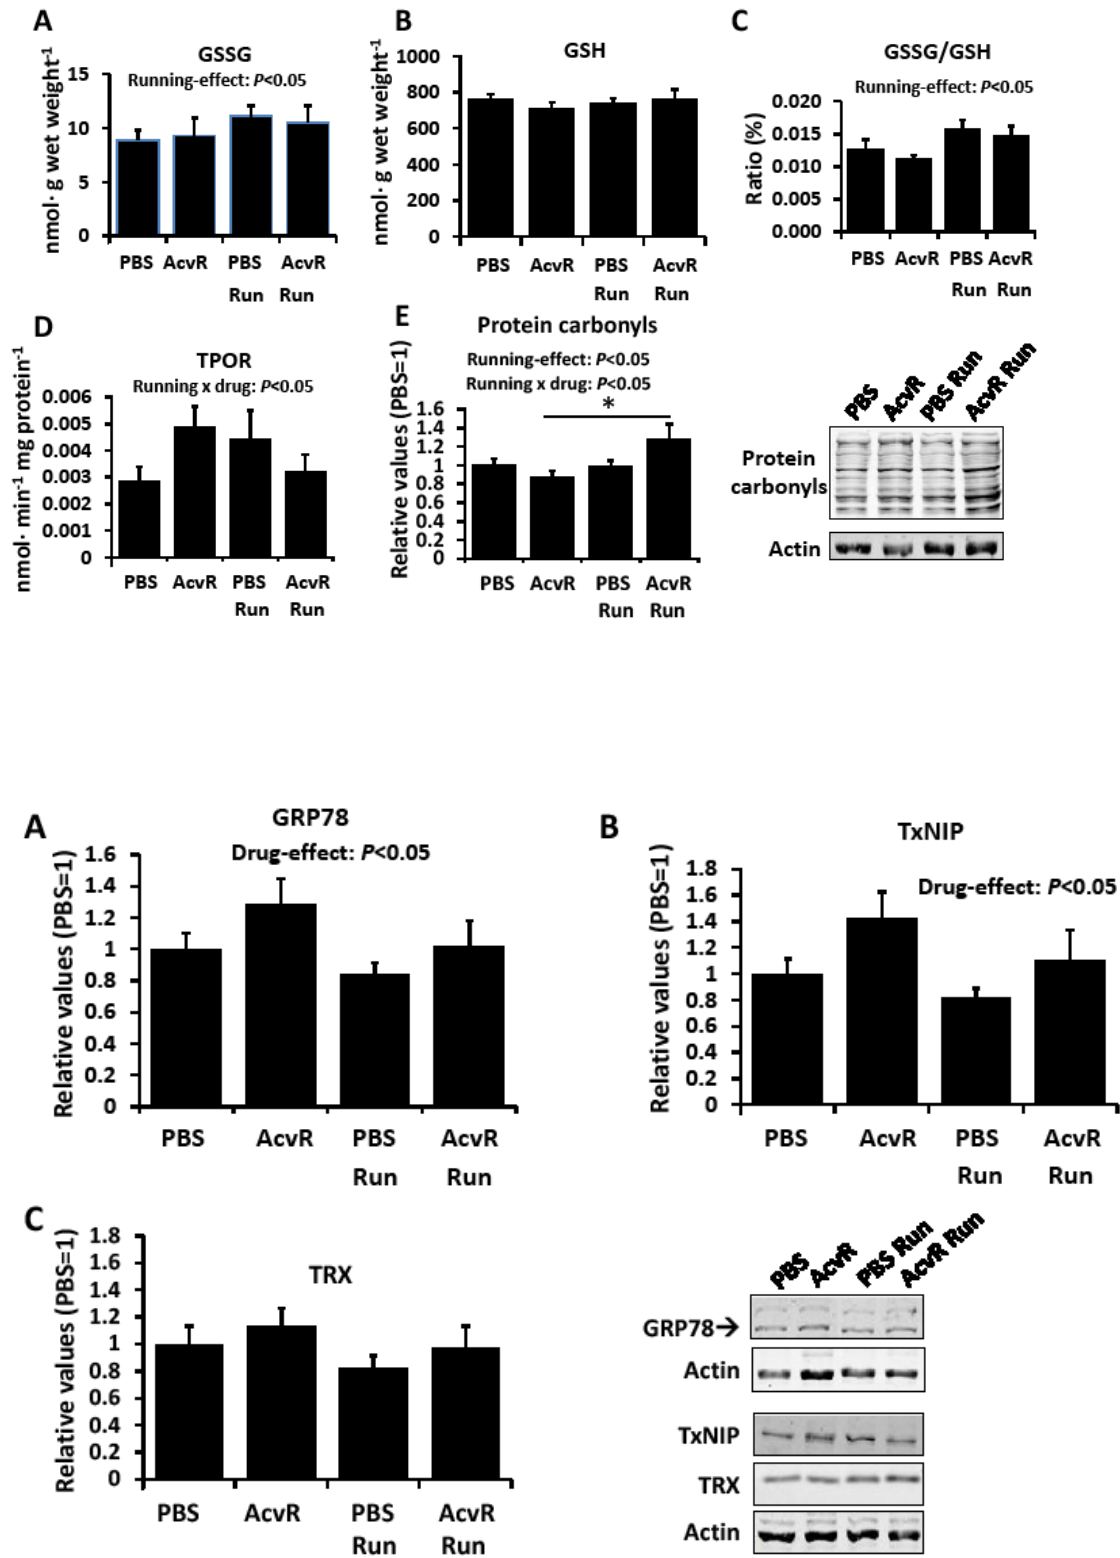 A
GSSG
Running-effect: P<0.05
nmol· g wet weight-1
15
10
5
0
PBS AcvR PBS AcvR
Run Run
B
GSH
nmol· g wet weight-1
1000
800
600
400
200
0
PBS AcvR PBS AcvR
Run Run
C
GSSG/GSH
Running-effect: P<0.05
Ratio (%)
0.020
0.015
0.010
0.005
0.000
PBS AcvR PBS AcvR
Run Run
D
TPOR
Running x drug: P<0.05
nmol· min-1 mg protein-1
0.006
0.005
0.004
0.003
0.002
0.001
0
PBS AcvR PBS AcvR
Run Run
E
Protein carbonyls
Running-effect: P<0.05
Running x drug: P<0.05
*
Relative values (PBS=1)
1.6
1.4
1.2
1
0.8
0.6
0.4
0.2
0
PBS AcvR PBS AcvR
Run Run
PBS
AcvR
PBS Run
AcvR Run
Protein
carbonyls
Actin
A
GRP78
Drug-effect: P<0.05
Relative values (PBS=1)
1.6
1.4
1.2
1
0.8
0.6
0.4
0.2
0
PBS AcvR PBS AcvR
Run Run
B
TxNIP
Drug-effect: P<0.05
Relative values (PBS=1)
1.8
1.6
1.4
1.2
1
0.8
0.6
0.4
0.2
0
PBS AcvR PBS AcvR
Run Run
C
TRX
Relative values (PBS=1)
1.8
1.6
1.4
1.2
1
0.8
0.6
0.4
0.2
0
PBS AcvR PBS AcvR
Run Run
PBS
AcvR
PBS Run
AcvR Run
GRP78→
Actin
TxNIP
TRX
Actin